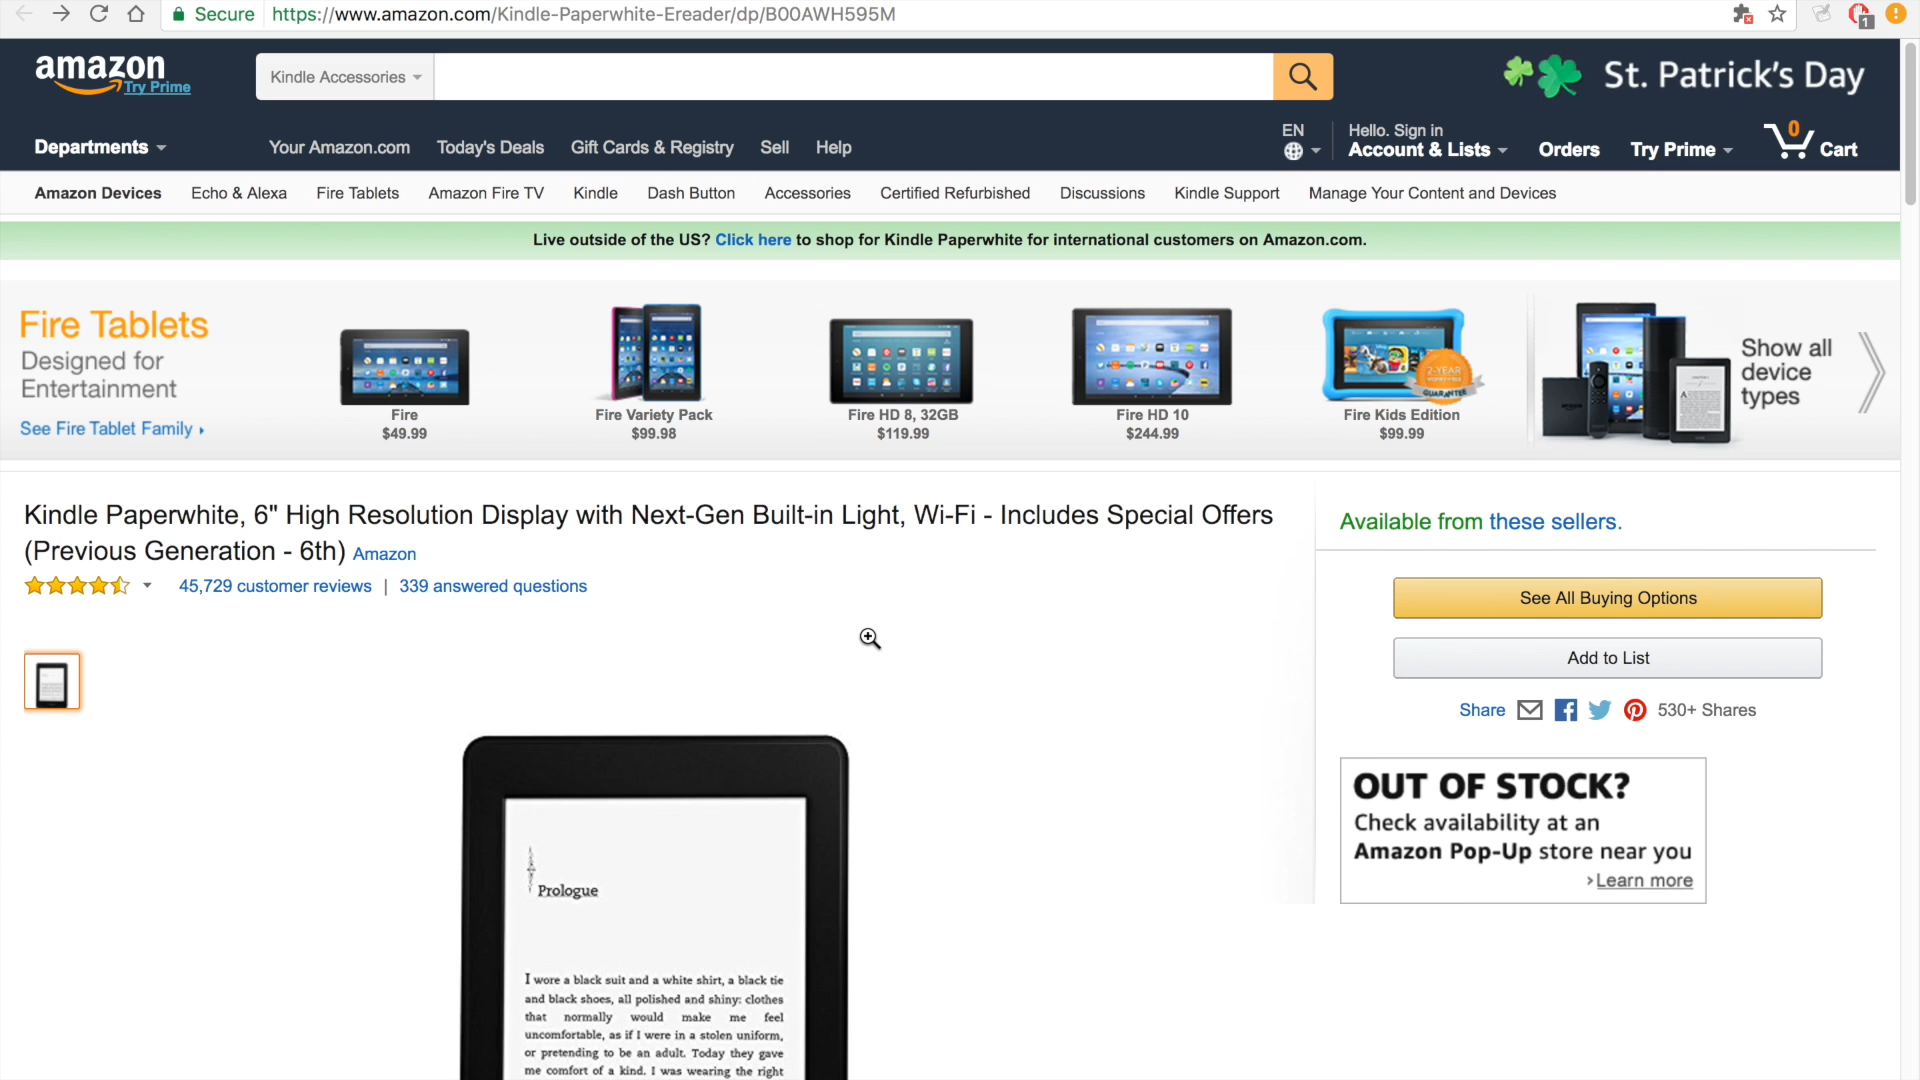 Secure
https://www.amazon.com/Kindle-Paperwhite-Ereader/dp/B00AWH595M
1
amazon
Try Prime
Kindle Accessories
St. Patrick's Day
Departments
Your Amazon.com
Today's Deals
Gift Cards & Registry
Sell
Help
EN
Hello. Sign in
Account & Lists
Orders
Try Prime
0
Cart
Amazon Devices
Echo & Alexa
Fire Tablets
Amazon Fire TV
Kindle
Dash Button
Accessories
Certified Refurbished
Discussions
Kindle Support
Manage Your Content and Devices
Live outside of the US? Click here to shop for Kindle Paperwhite for international customers on Amazon.com.
Fire Tablets
Designed for
Entertainment
See Fire Tablet Family
Fire
$49.99
Fire Variety Pack
$99.98
Fire HD 8, 32GB
$119.99
Fire HD 10
$244.99
2-YEAR
GUARANTEE
Fire Kids Edition
$99.99
Show all
device
types
Kindle Paperwhite, 6" High Resolution Display with Next-Gen Built-in Light, Wi-Fi - Includes Special Offers
(Previous Generation - 6th) Amazon
45,729 customer reviews | 339 answered questions
Available from these sellers.
See All Buying Options
Add to List
Share
530+ Shares
OUT OF STOCK?
Check availability at an
Amazon Pop-Up store near you
›Learn more
Prologue
I wore a black suit and a white shirt, a black tie
and black shoes, all polished and shiny: clothes
that normally would make me feel
uncomfortable, as if I were in a stolen uniform,
or pretending to be an adult. Today they gave
me comfort of a kind. I was wearing the right